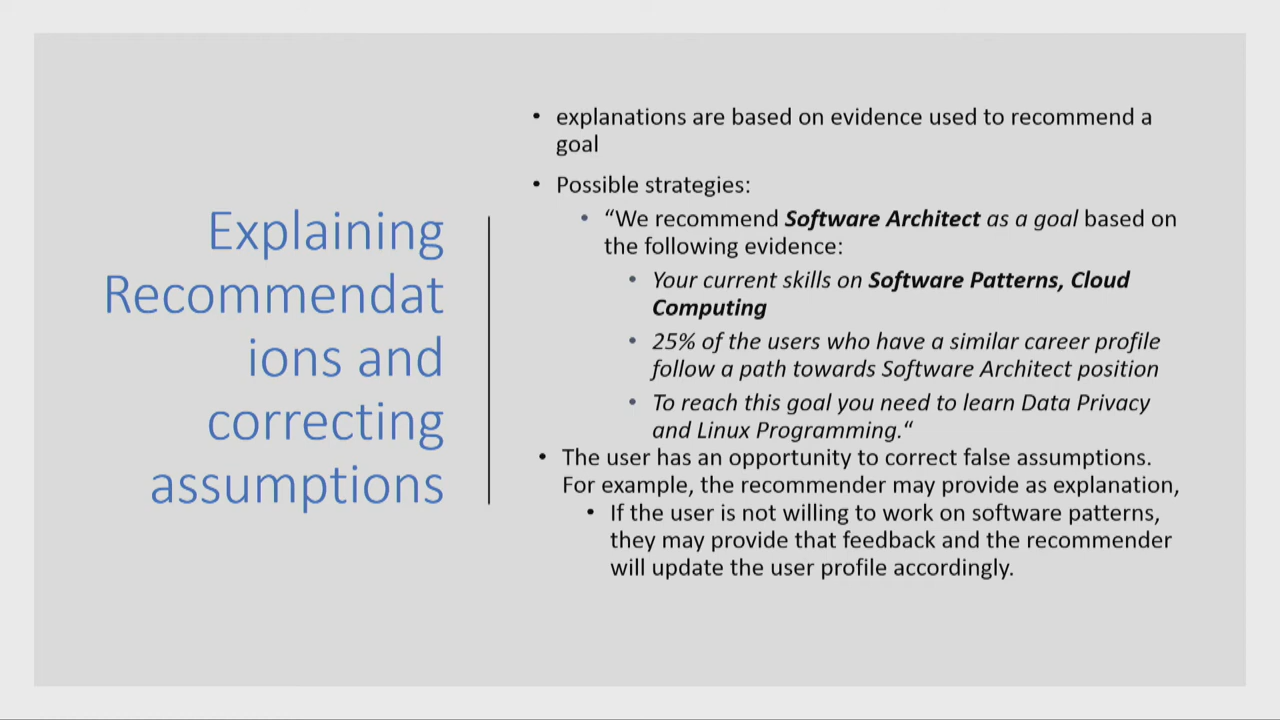 Explaining
Recommendat
ions and
correcting
assumptions
• explanations are based on evidence used to recommend a
goal
• Possible strategies:
• “We recommend Software Architect as a goal based on
the following evidence:
• Your current skills on Software Patterns, Cloud
Computing
• 25% of the users who have a similar career profile
follow a path towards Software Architect position
• To reach this goal you need to learn Data Privacy
and Linux Programming.“
• The user has an opportunity to correct false assumptions.
For example, the recommender may provide as explanation,
• If the user is not willing to work on software patterns,
they may provide that feedback and the recommender
will update the user profile accordingly.